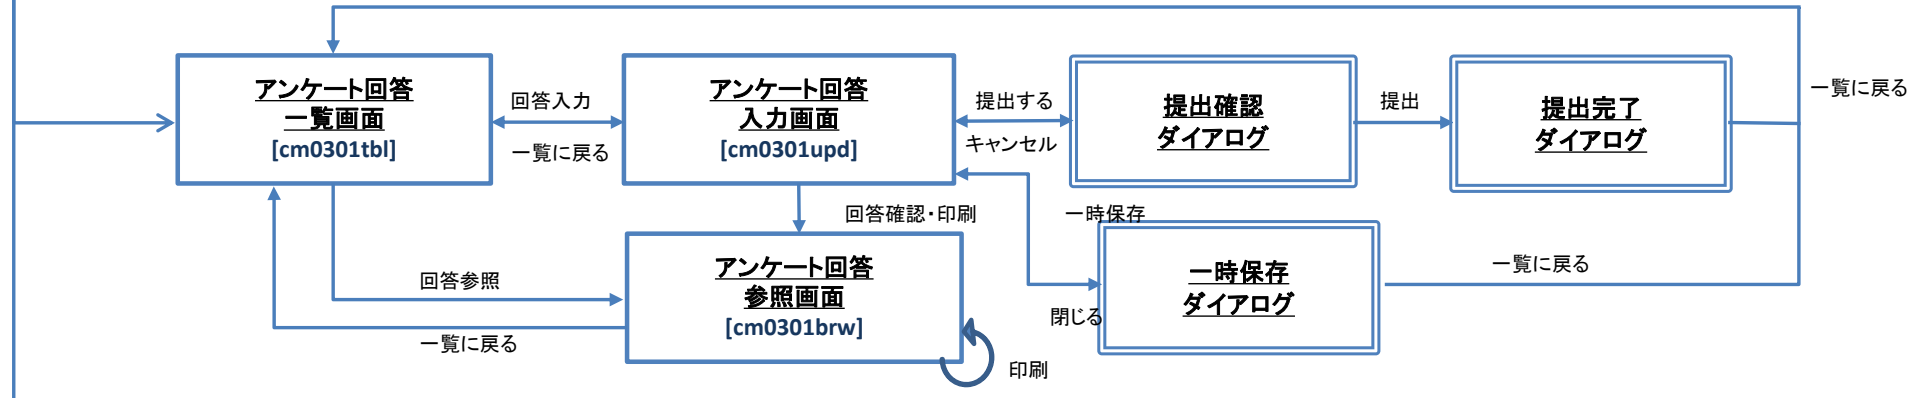 アンケート回答
一覧画面
[cm0301tbl]
回答入力
一覧に戻る
アンケート回答
入力画面
[cm0301upd]
提出する
キャンセル
提出確認
ダイアログ
提出
提出完了
ダイアログ
一覧に戻る
回答確認・印刷
一時保存
回答参照
一覧に戻る
アンケート回答
参照画面
[cm0301brw]
印刷
閉じる
一時保存
ダイアログ
一覧に戻る